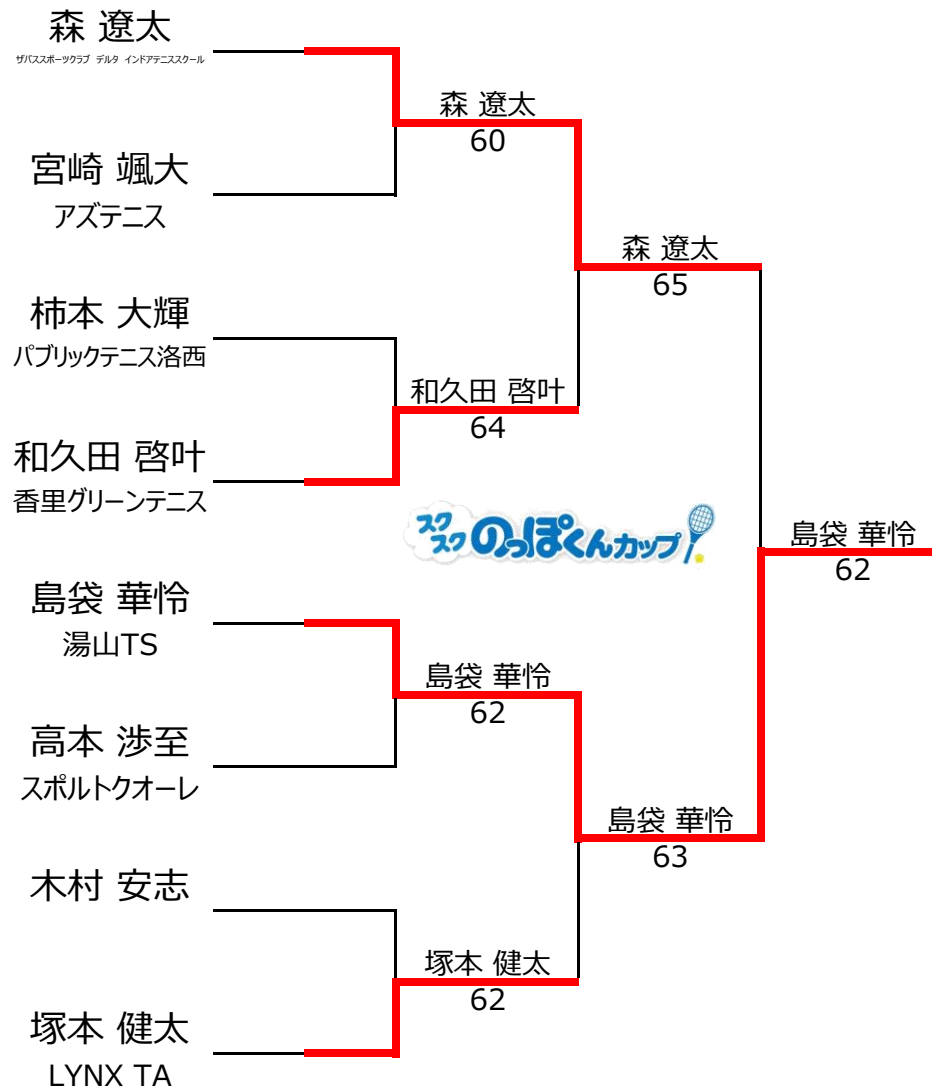 森 遼太
ザバススポーツクラブ デルタ インドアテニススクール
森 遼太
60
宮崎 颯大
アズテニス
森 遼太
65
柿本 大輝
パブリックテニス洛西
和久田 啓叶
64
和久田 啓叶
香里グリーンテニス
スクスク のっぽくんカップ
島袋 華怜
62
島袋 華怜
湯山TS
島袋 華怜
62
高本 渉至
スポルトクオーレ
島袋 華怜
63
木村 安志
塚本 健太
62
塚本 健太
LYNX TA